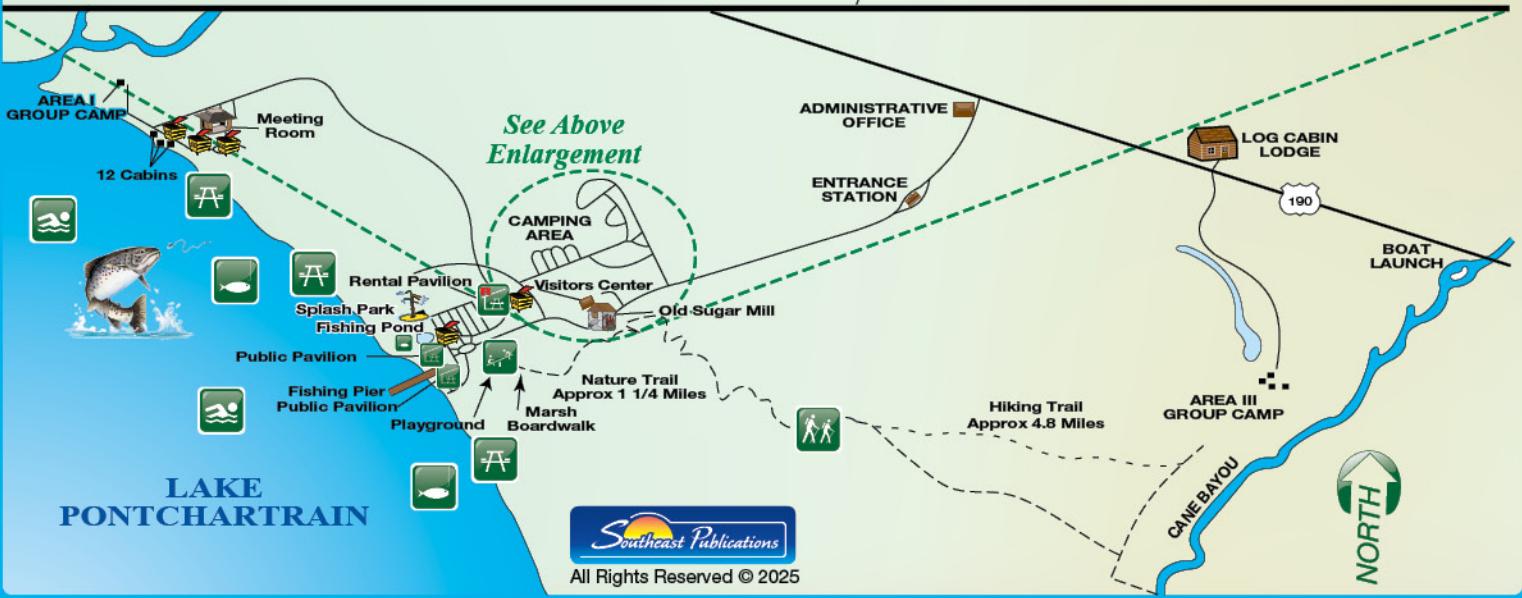 AREA I
GROUP CAMP
Meeting
Room
12 Cabins
See Above
Enlargement
CAMPING
AREA
ADMINISTRATIVE
OFFICE
ENTRANCE
STATION
LOG CABIN
LODGE
190
BOAT
LAUNCH
Rental Pavilion
R
Visitors Center
Splash Park
Fishing Pond
Old Sugar Mill
Public Pavilion
Fishing Pier
Public Pavilion
Playground
Marsh
Boardwalk
Nature Trail
Approx 1 1/4 Miles
Hiking Trail
Approx 4.8 Miles
AREA III
GROUP CAMP
CANE BAYOU
NORTH
LAKE
PONTCHARTRAIN
Southeast Publications
All Rights Reserved © 2025